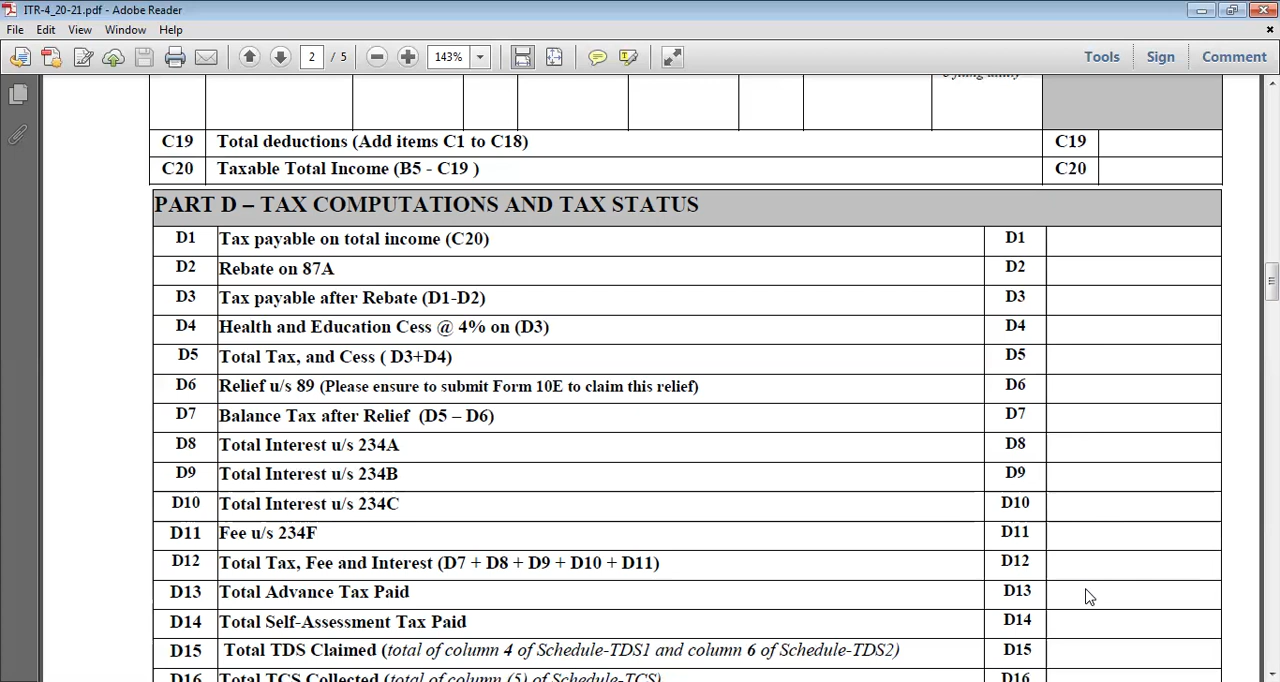 ITR-4_20-21.pdf - Adobe Reader
File Edit View Window Help
2 / 5 143% Tools Sign Comment
C19 Total deductions (Add items C1 to C18) C19
C20 Taxable Total Income (B5 - C19 ) C20
PART D – TAX COMPUTATIONS AND TAX STATUS
D1 Tax payable on total income (C20) D1
D2 Rebate on 87A D2
D3 Tax payable after Rebate (D1-D2) D3
D4 Health and Education Cess @ 4% on (D3) D4
D5 Total Tax, and Cess ( D3+D4) D5
D6 Relief u/s 89 (Please ensure to submit Form 10E to claim this relief) D6
D7 Balance Tax after Relief (D5 – D6) D7
D8 Total Interest u/s 234A D8
D9 Total Interest u/s 234B D9
D10 Total Interest u/s 234C D10
D11 Fee u/s 234F D11
D12 Total Tax, Fee and Interest (D7 + D8 + D9 + D10 + D11) D12
D13 Total Advance Tax Paid D13
D14 Total Self-Assessment Tax Paid D14
D15 Total TDS Claimed (total of column 4 of Schedule-TDS1 and column 6 of Schedule-TDS2) D15
D16 Total TCS Collected (total of column (5) of Schedule-TCS) D16